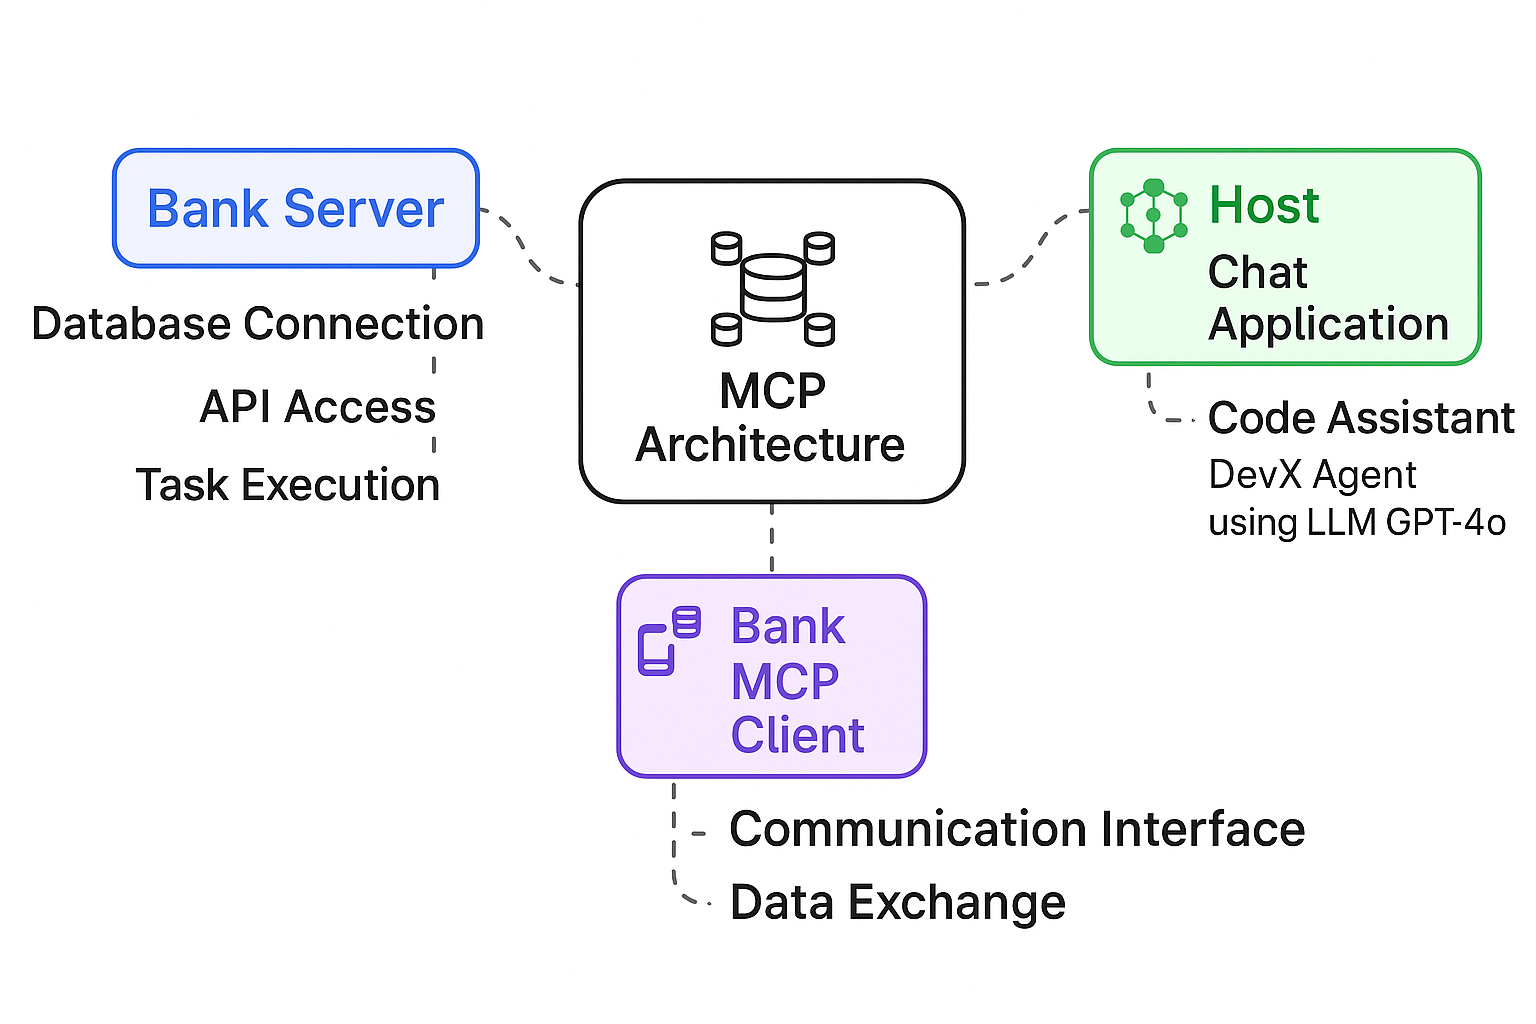 Bank Server
Database Connection
API Access
Task Execution
MCP
Architecture
Host
Chat
Application
Code Assistant
DevX Agent
using LLM GPT-4o
Bank
MCP
Client
Communication Interface
Data Exchange